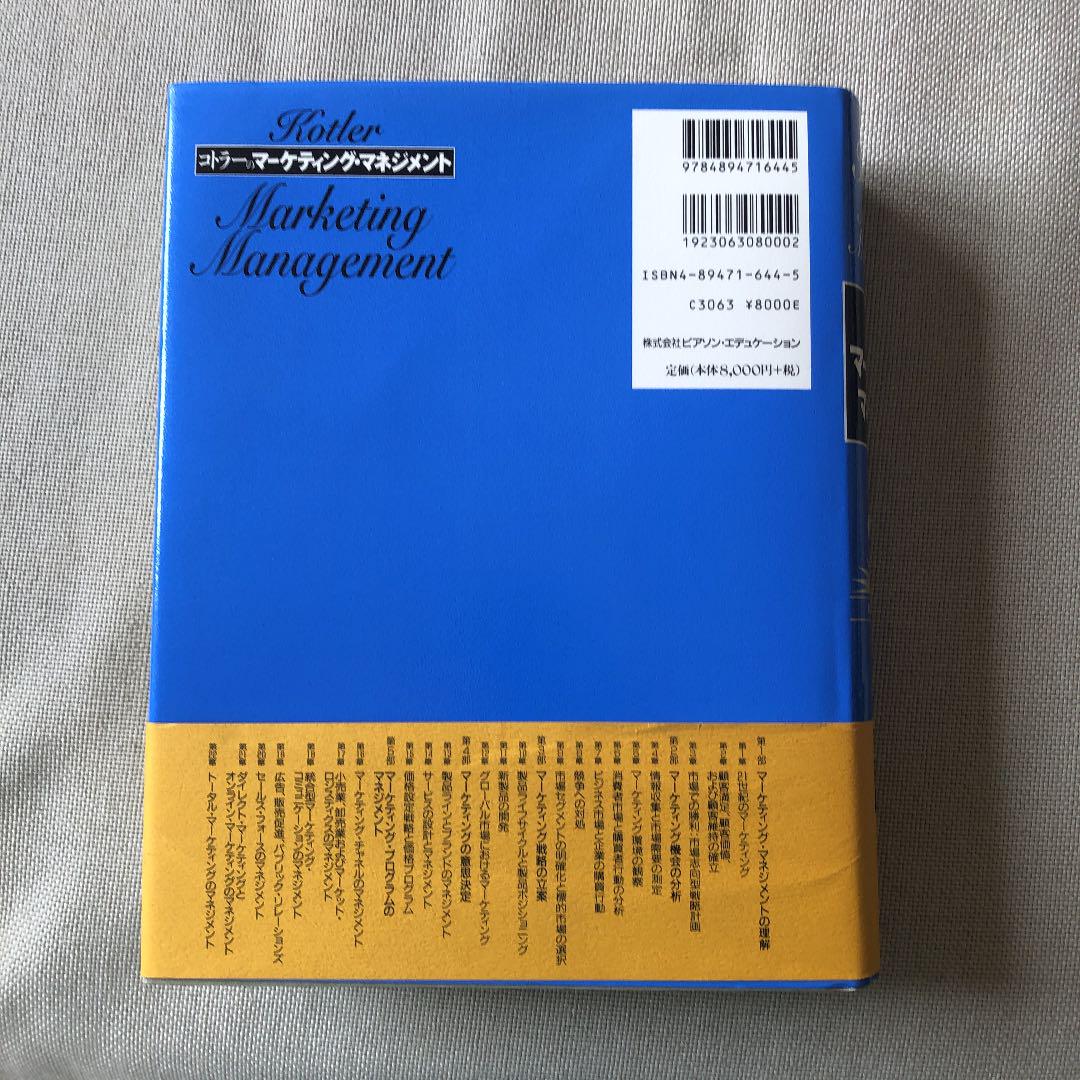 Kotler
コトラーのマーケティング・マネジメント
Marketing
Management
9784894716445
1923063080002
ISBN4-89471-644-5
C3063 ¥8000E
株式会社ピアソン・エデュケーション
定価(本体8,000円+税)
マー
マ
第1部 マーケティング・マネジメントの理解
第1章 21世紀のマーケティング
第2章 顧客満足、顧客価値、
および顧客維持の確立
第3章 市場での勝利:市場志向型戦略計画
第2部 マーケティング機会の分析
第4章 情報収集と市場需要の測定
第5章 マーケティング環境の観察
第6章 消費者市場と購買者行動の分析
第7章 ビジネス市場と企業の購買行動
第8章 競争への対処
第9章 市場セグメントの明確化と標的市場の選択
第3部 マーケティング戦略の立案
第10章 製品ライフサイクルと製品ポジショニング
第11章 新製品の開発
第12章 グローバル市場におけるマーケティング
第4部 マーケティングの意思決定
第13章 製品ラインとブランドのマネジメント
第14章 サービスの設計とマネジメント
第15章 価格設定戦略と価格プログラム
第5部 マーケティング・プログラムの
マネジメント
第16章 マーケティング・チャネルのマネジメント
第17章 小売業、卸売業およびマーケット・
ロジスティクスのマネジメント
第18章 統合型マーケティング・
コミュニケーションのマネジメント
第19章 広告、販売促進、パブリック・リレーションズ
第20章 セールス・フォースのマネジメント
第21章 ダイレクト・マーケティングと
オンライン・マーケティングのマネジメント
第22章 トータル・マーケティングのマネジメント